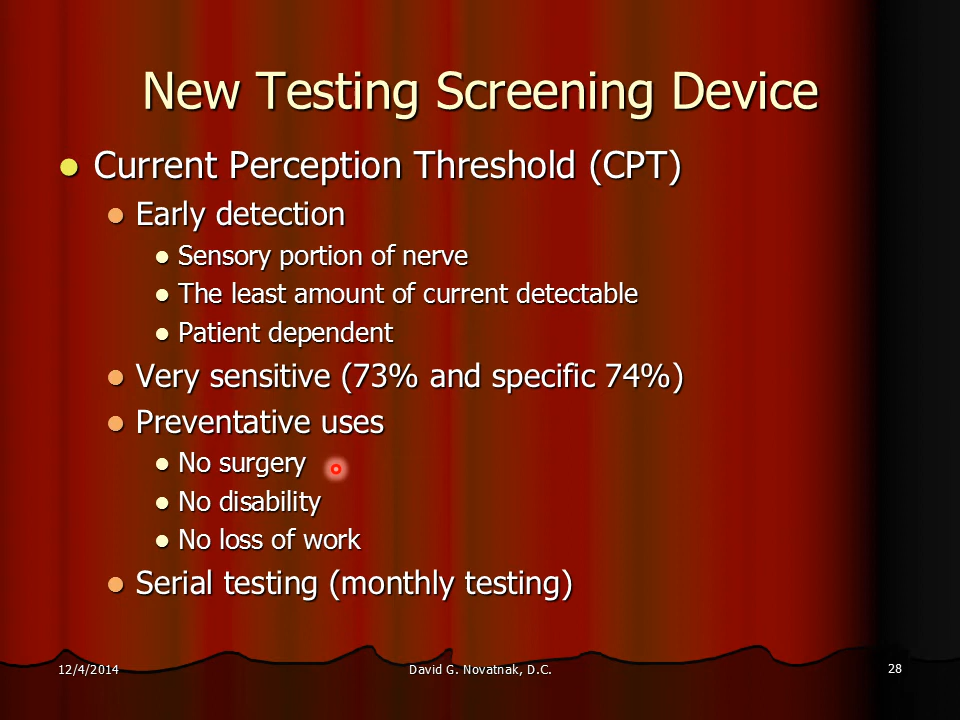 New Testing Screening Device
Current Perception Threshold (CPT)
Early detection
Sensory portion of nerve
The least amount of current detectable
Patient dependent
Very sensitive (73% and specific 74%)
Preventative uses
No surgery
No disability
No loss of work
Serial testing (monthly testing)
12/4/2014
David G. Novatnak, D.C.
28